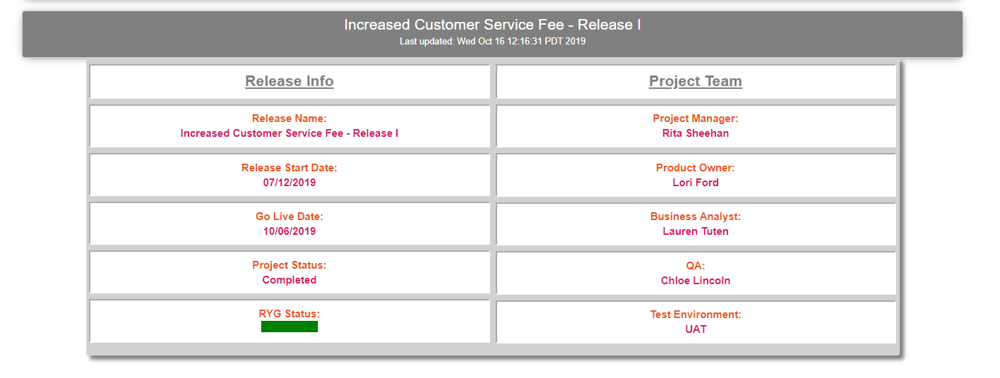 Increased Customer Service Fee - Release I
Last updated: Wed Oct 16 12:16:31 PDT 2019
Release Info
Project Team
Release Name:
Increased Customer Service Fee - Release I
Project Manager:
Rita Sheehan
Release Start Date:
07/12/2019
Product Owner:
Lori Ford
Go Live Date:
10/06/2019
Business Analyst:
Lauren Tuten
Project Status:
Completed
QA:
Chloe Lincoln
RYG Status:
Test Environment:
UAT